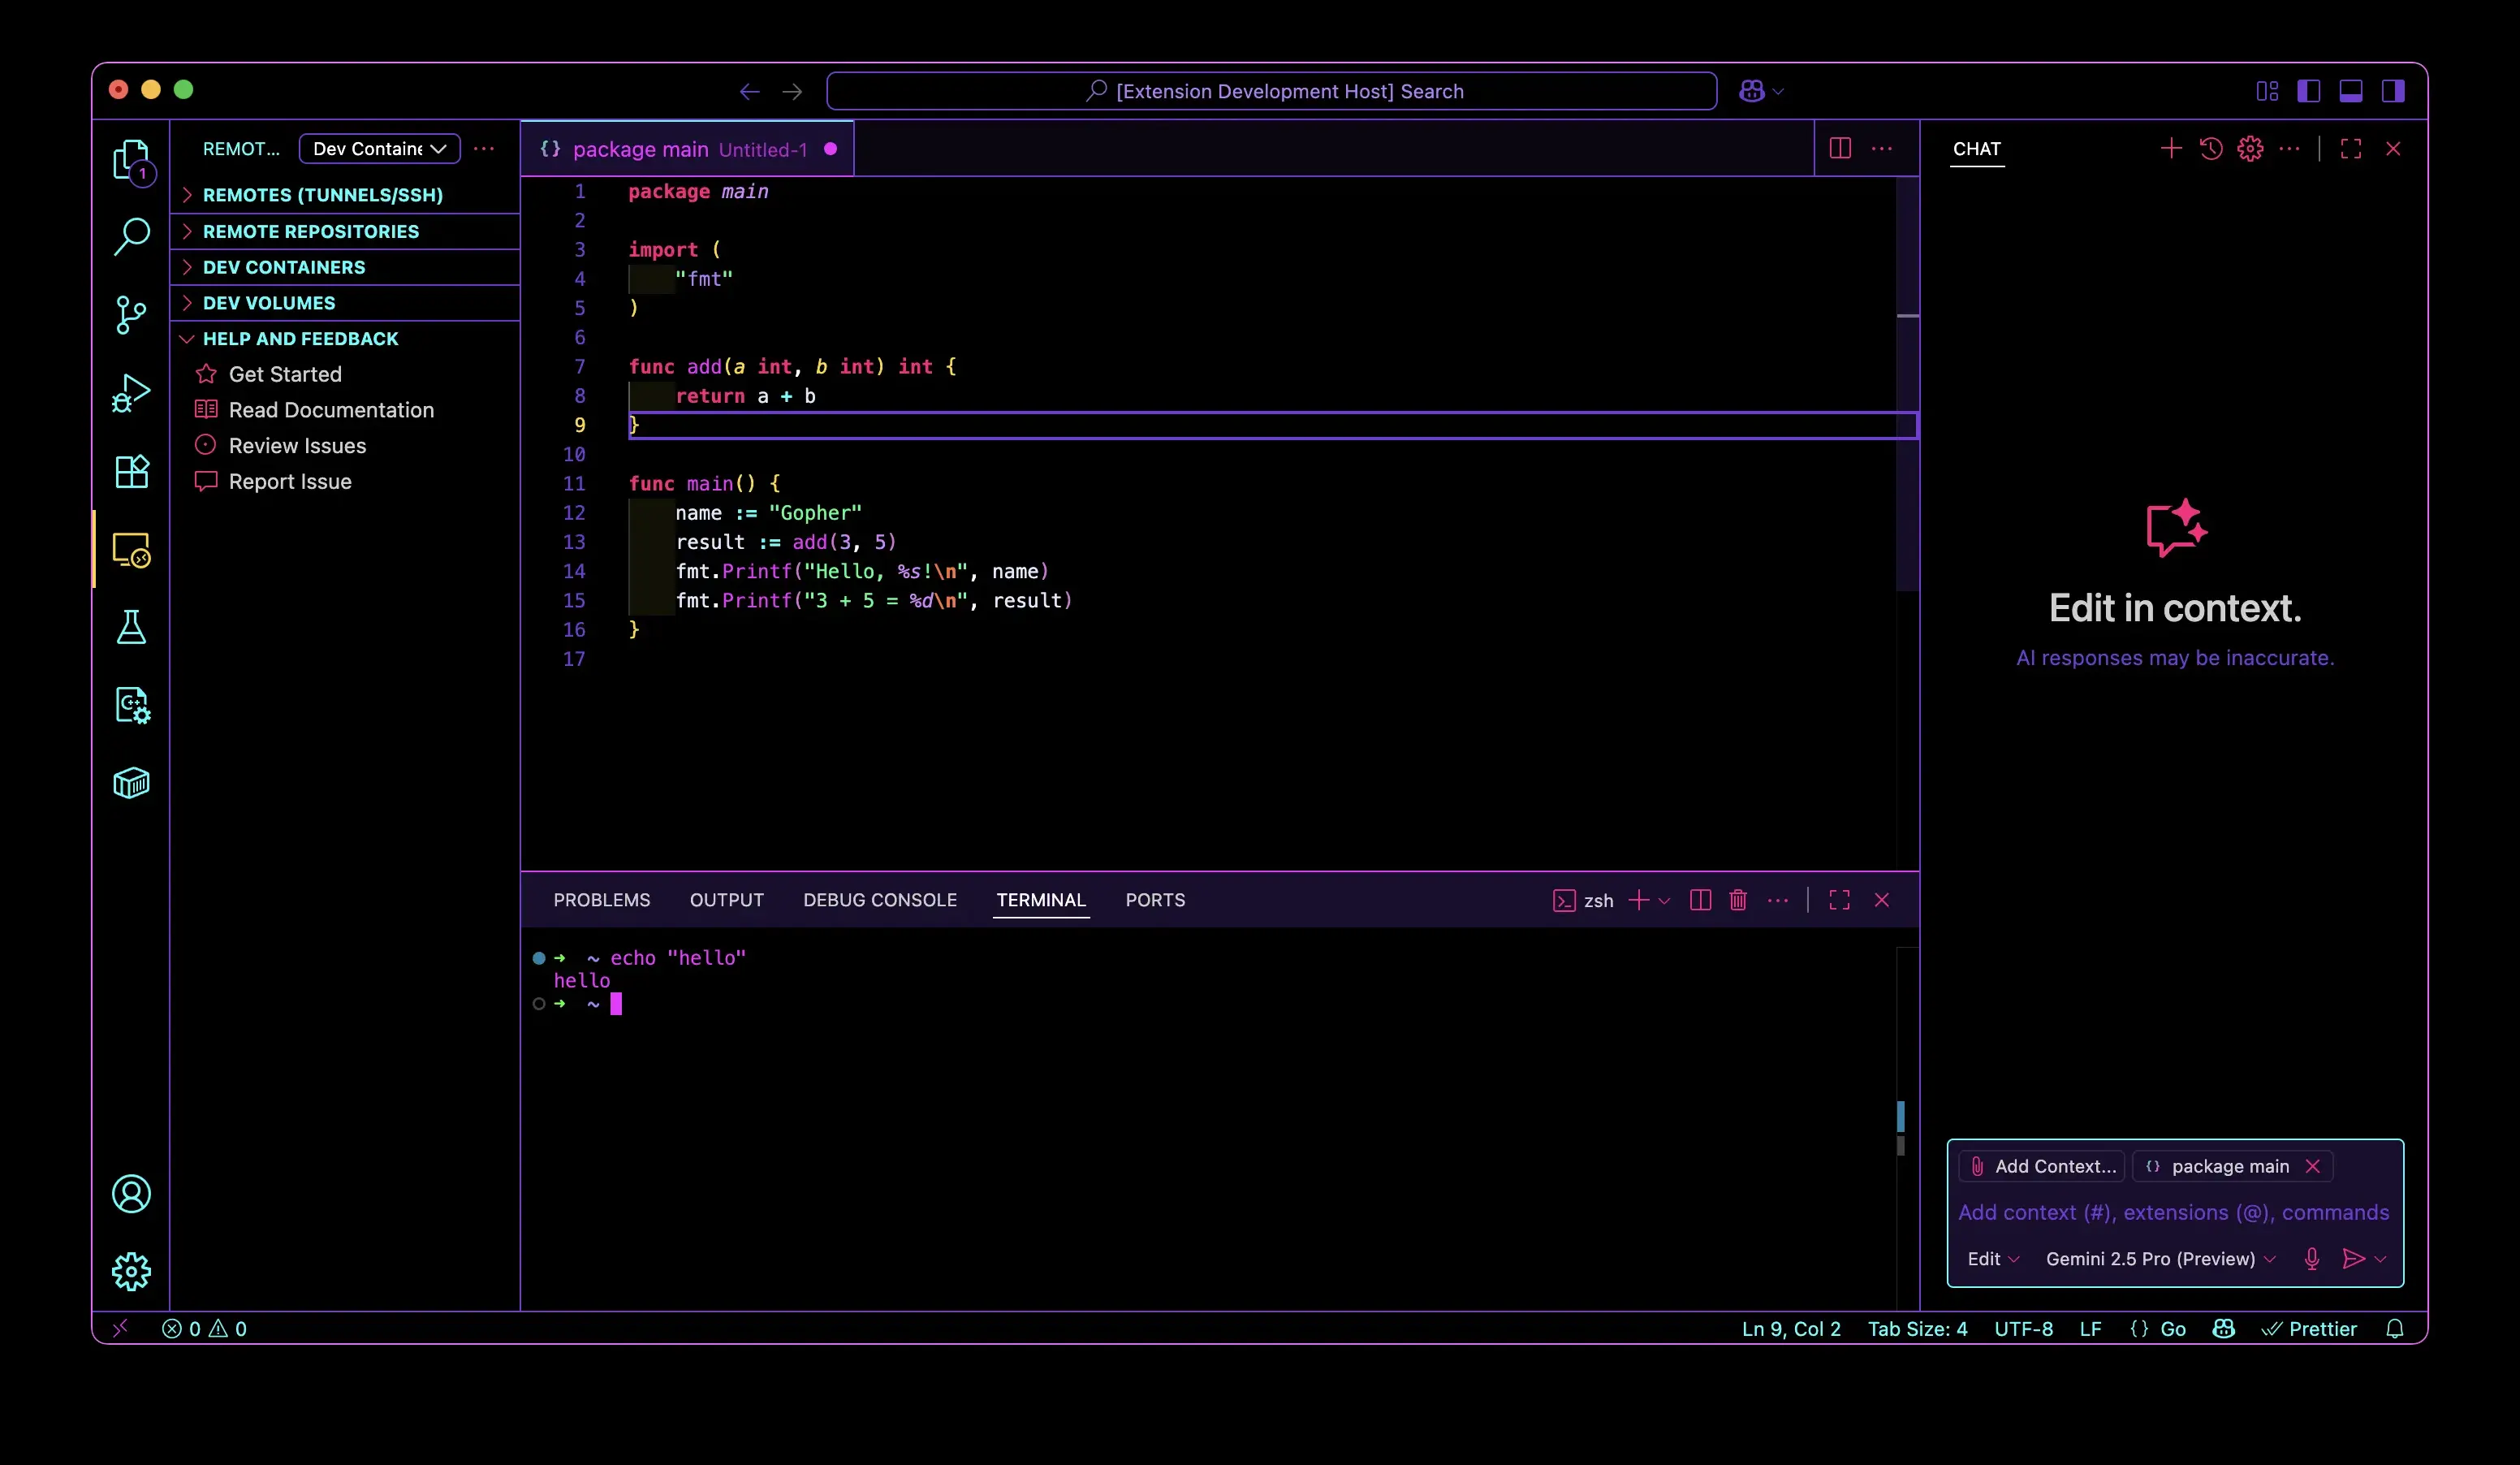 [Extension Development Host] Search
1
REMOT...
Dev Containe
REMOTES (TUNNELS/SSH)
REMOTE REPOSITORIES
DEV CONTAINERS
DEV VOLUMES
HELP AND FEEDBACK
Get Started
Read Documentation
Review Issues
Report Issue
{} package main Untitled-1
1 package main
2
3 import (
4 "fmt"
5 )
6
7 func add(a int, b int) int {
8 return a + b
9 }
10
11 func main() {
12 name := "Gopher"
13 result := add(3, 5)
14 fmt.Printf("Hello, %s!\n", name)
15 fmt.Printf("3 + 5 = %d\n", result)
16 }
17
PROBLEMS OUTPUT DEBUG CONSOLE TERMINAL PORTS
zsh
➜ ~ echo "hello"
hello
➜ ~
CHAT
Edit in context.
AI responses may be inaccurate.
Add Context... {} package main
Add context (#), extensions (@), commands
Edit Gemini 2.5 Pro (Preview)
0 0
Ln 9, Col 2 Tab Size: 4 UTF-8 LF {} Go Prettier
C++